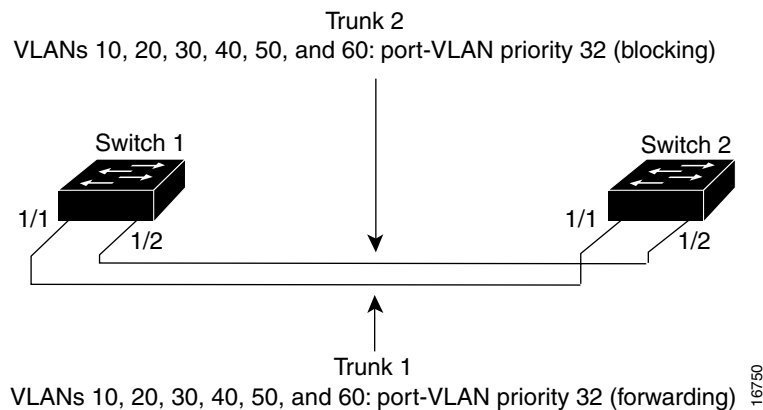 Trunk 2
VLANs 10, 20, 30, 40, 50, and 60: port-VLAN priority 32 (blocking)
Switch 1
Switch 2
1/1
1/2
1/1
1/2
Trunk 1
VLANs 10, 20, 30, 40, 50, and 60: port-VLAN priority 32 (forwarding)
16750